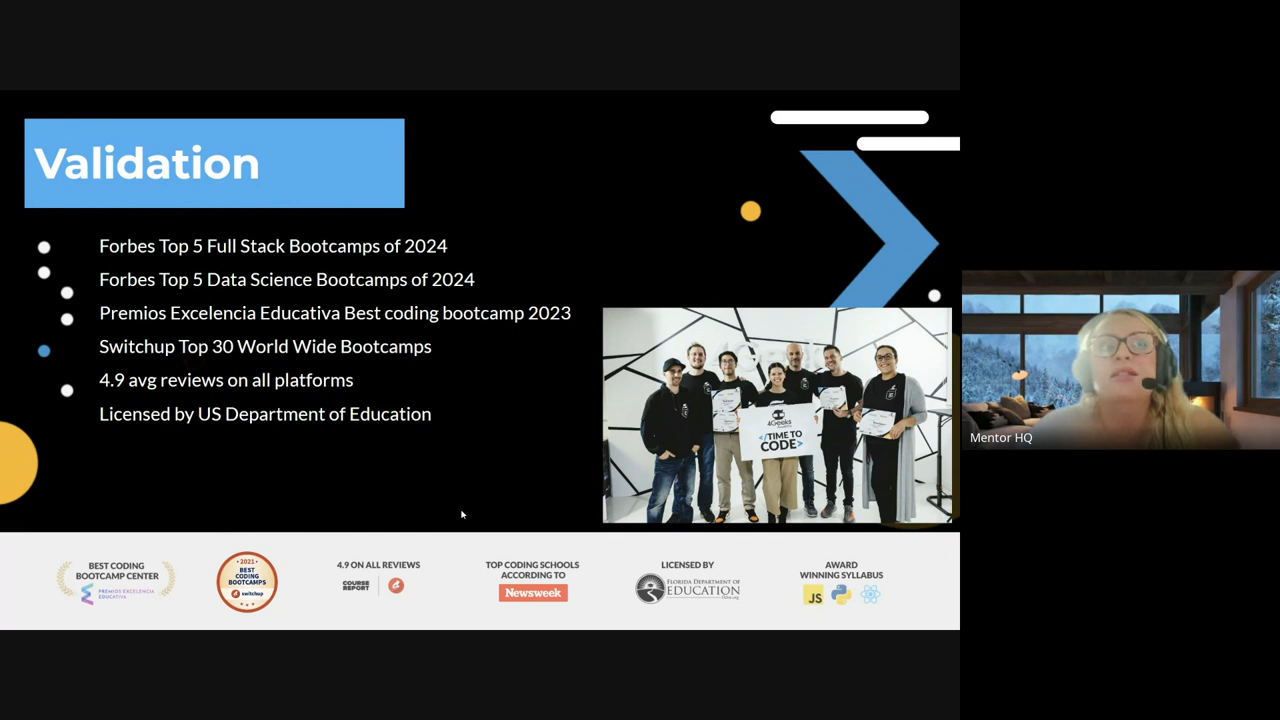 Validation
Forbes Top 5 Full Stack Bootcamps of 2024
Forbes Top 5 Data Science Bootcamps of 2024
Premios Excelencia Educativa Best coding bootcamp 2023
Switchup Top 30 World Wide Bootcamps
4.9 avg reviews on all platforms
Licensed by US Department of Education
4Geeks
</TIME TO
CODE>
Mentor HQ
BEST CODING
BOOTCAMP CENTER
PREMIOS EXCELENCIA
EDUCATIVA
• 2021 •
BEST
CODING
BOOTCAMPS
switchup
4.9 ON ALL REVIEWS
COURSE
REPORT
TOP CODING SCHOOLS
ACCORDING TO
Newsweek
LICENSED BY
FLORIDA DEPARTMENT OF
EDUCATION
AWARD
WINNING SYLLABUS
JS